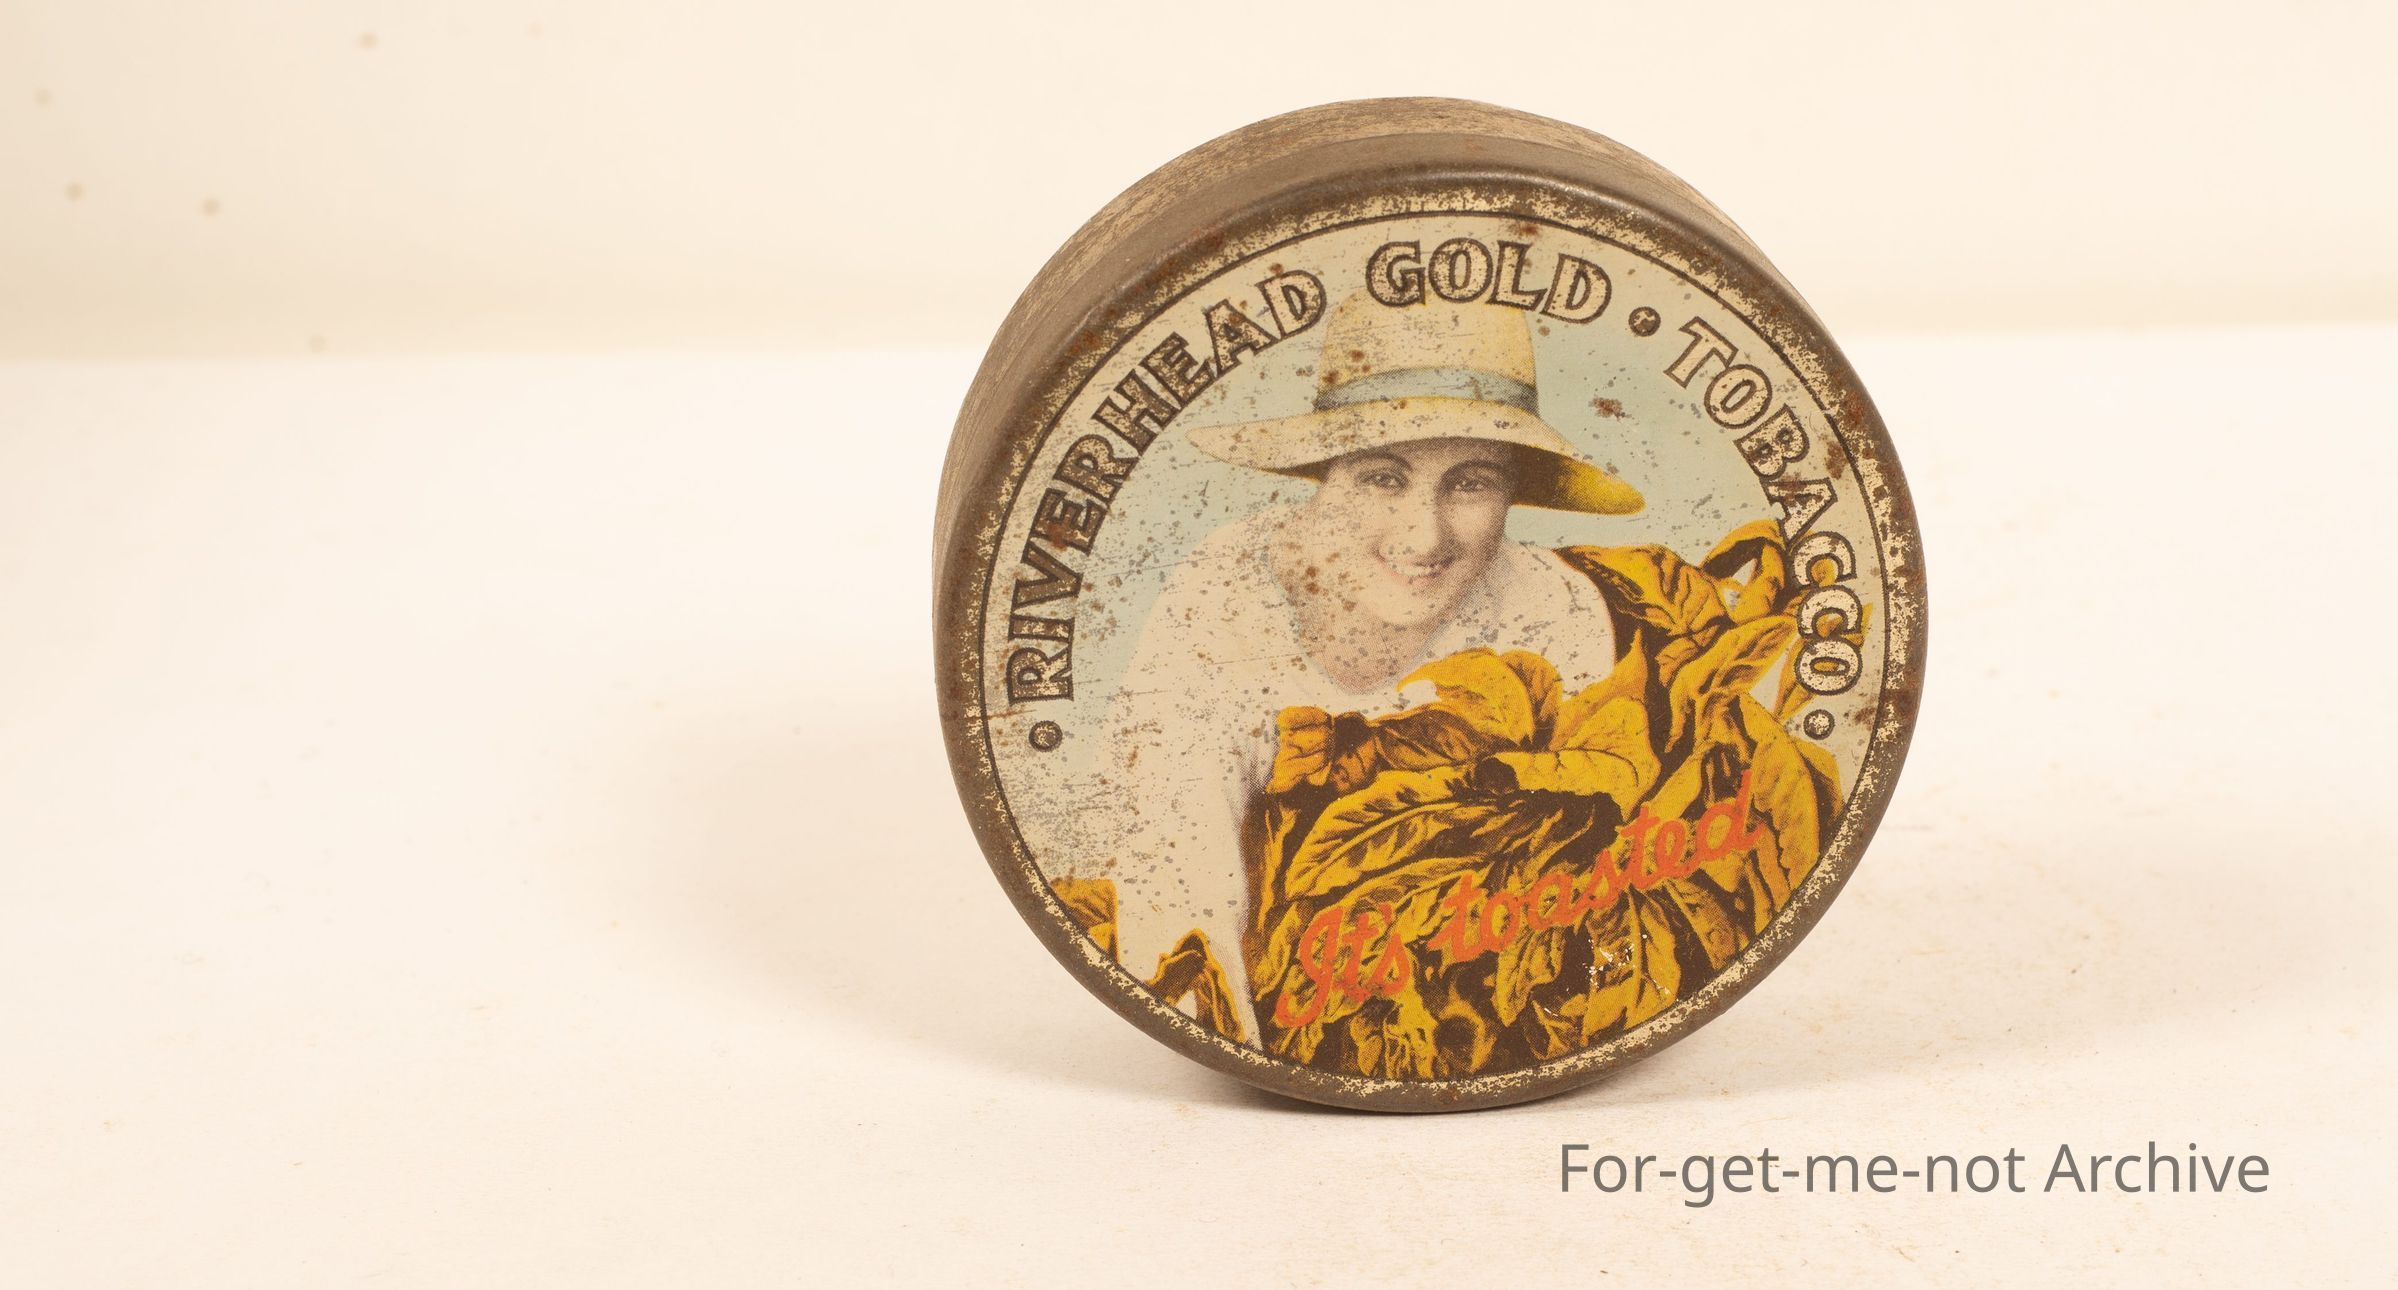 • RIVERHEAD GOLD • TOBACCO •
It's toasted
For-get-me-not Archive